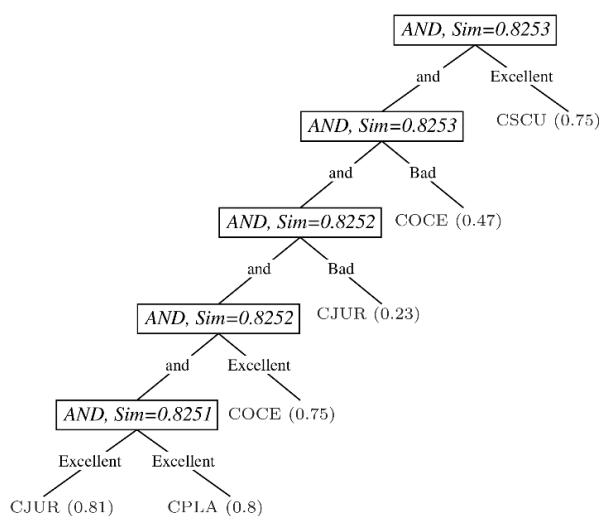 AND, Sim=0.8253
and Excellent
AND, Sim=0.8253 CSCU (0.75)
and Bad
AND, Sim=0.8252 COCE (0.47)
and Bad
AND, Sim=0.8252 CJUR (0.23)
and Excellent
AND, Sim=0.8251 COCE (0.75)
Excellent Excellent
CJUR (0.81) CPLA (0.8)